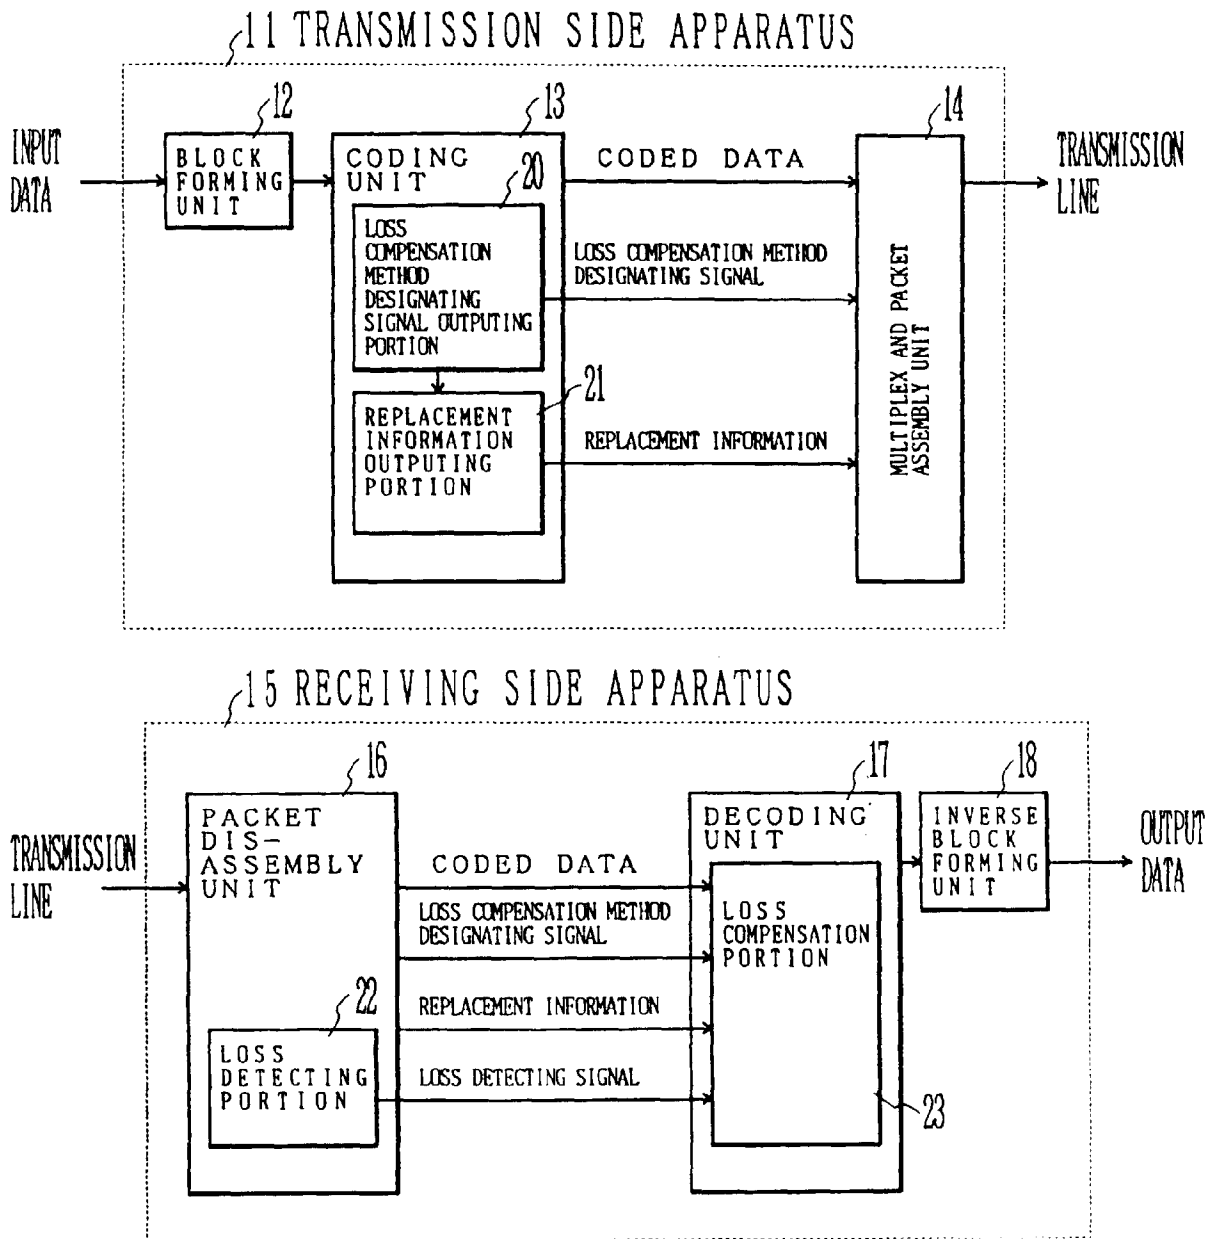 11 TRANSMISSION SIDE APPARATUS
12
13
14
INPUT
DATA
BLOCK
FORMING
UNIT
CODING
UNIT
20
CODED DATA
TRANSMISSION
LINE
LOSS
COMPENSATION
METHOD
DESIGNATING
SIGNAL OUTPUTING
PORTION
LOSS COMPENSATION METHOD
DESIGNATING SIGNAL
21
REPLACEMENT
INFORMATION
OUTPUTING
PORTION
REPLACEMENT INFORMATION
MULTIPLEX AND PACKET
ASSEMBLY UNIT
15 RECEIVING SIDE APPARATUS
16
17
18
TRANSMISSION
LINE
PACKET
DIS-
ASSEMBLY
UNIT
CODED DATA
DECODING
UNIT
INVERSE
BLOCK
FORMING
UNIT
OUTPUT
DATA
LOSS COMPENSATION METHOD
DESIGNATING SIGNAL
LOSS
COMPENSATION
PORTION
22
REPLACEMENT INFORMATION
LOSS
DETECTING
PORTION
LOSS DETECTING SIGNAL
23